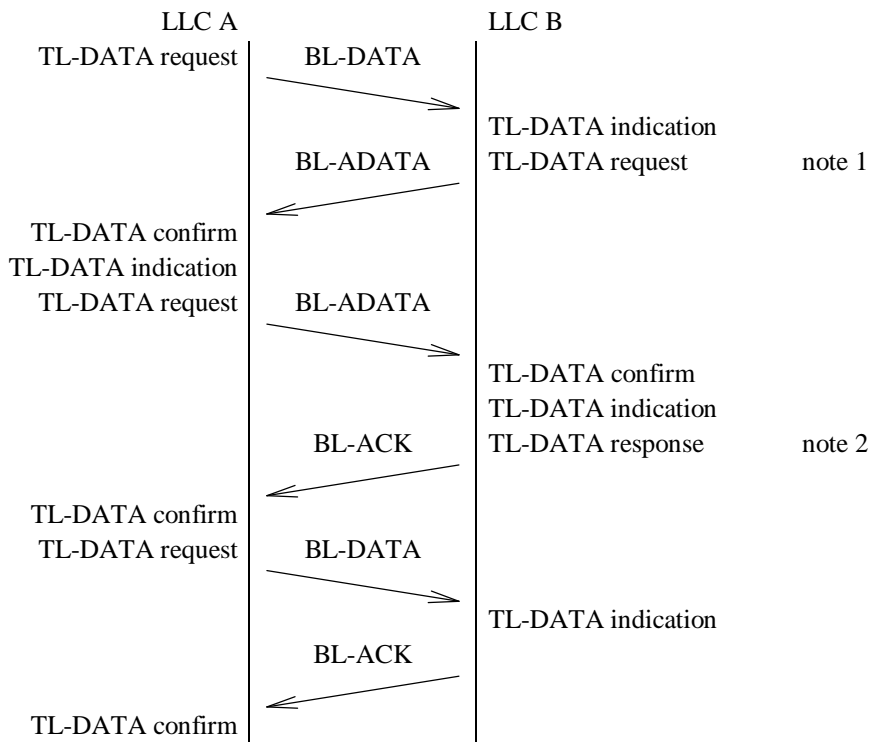 LLC A LLC B
TL-DATA request BL-DATA
TL-DATA indication
BL-ADATA TL-DATA request note 1
TL-DATA confirm
TL-DATA indication
TL-DATA request BL-ADATA
TL-DATA confirm
TL-DATA indication
BL-ACK TL-DATA response note 2
TL-DATA confirm
TL-DATA request BL-DATA
TL-DATA indication
BL-ACK
TL-DATA confirm